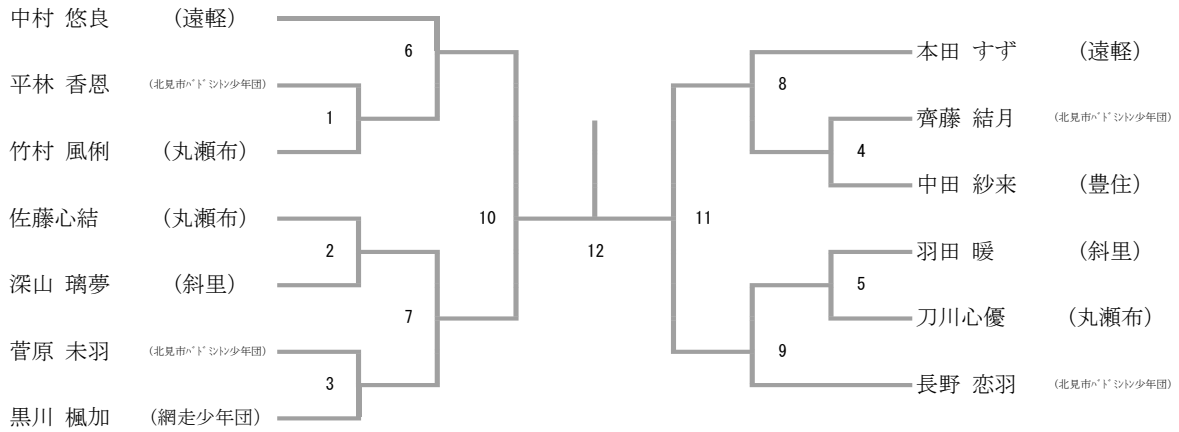 中村 悠良 (遠軽)
6
本田 すず (遠軽)
平林 香恩 (北見市ﾊﾞﾄﾞﾐﾝﾄﾝ少年団)
8
1
齊藤 結月 (北見市ﾊﾞﾄﾞﾐﾝﾄﾝ少年団)
竹村 風俐 (丸瀬布)
4
中田 紗来 (豊住)
佐藤心結 (丸瀬布)
10
11
2
12
羽田 暖 (斜里)
深山 璃夢 (斜里)
5
7
刀川心優 (丸瀬布)
菅原 未羽 (北見市ﾊﾞﾄﾞﾐﾝﾄﾝ少年団)
9
3
長野 恋羽 (北見市ﾊﾞﾄﾞﾐﾝﾄﾝ少年団)
黒川 楓加 (網走少年団)